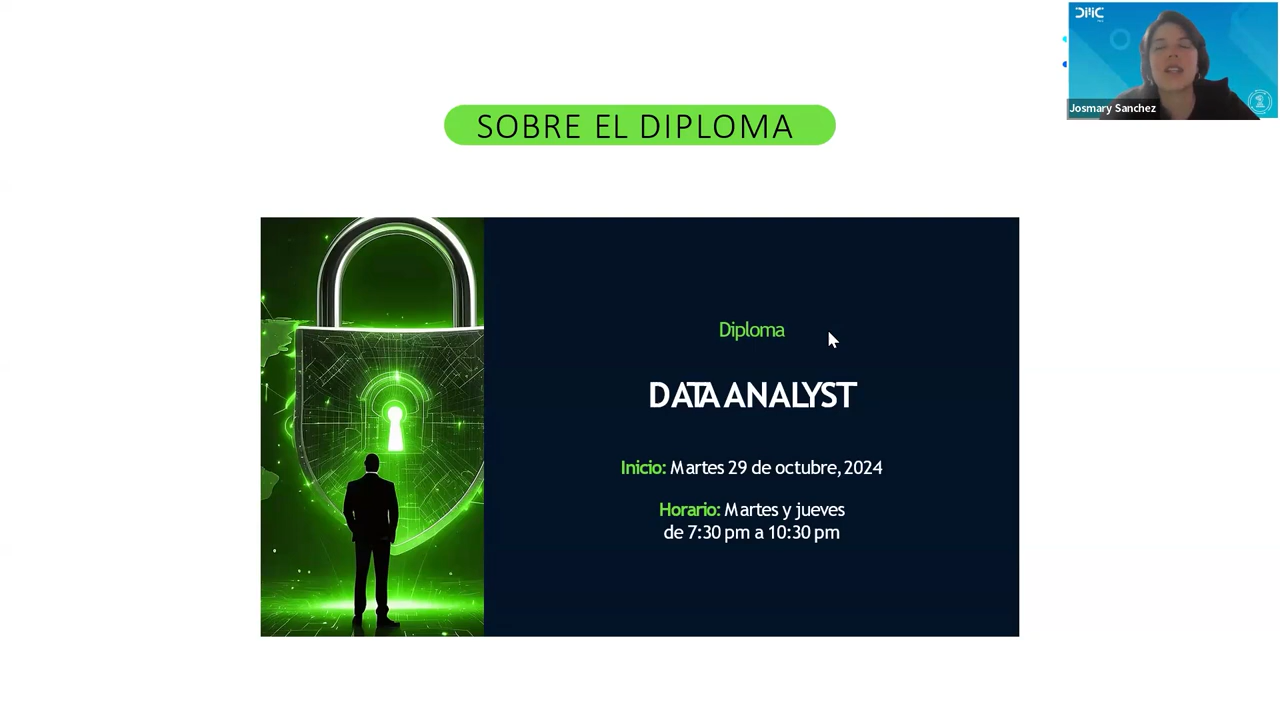 DMC
Josmary Sanchez
SOBRE EL DIPLOMA
Diploma
DATA ANALYST
Inicio: Martes 29 de octubre, 2024
Horario: Martes y jueves
de 7:30 pm a 10:30 pm